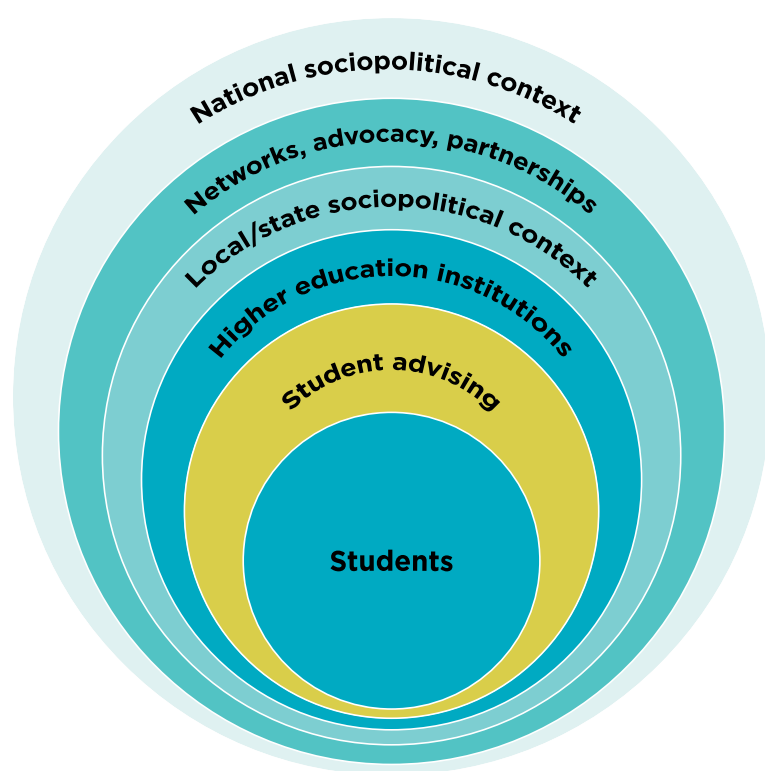 National sociopolitical context
Networks, advocacy, partnerships
Local/state sociopolitical context
Higher education institutions
Student advising
Students